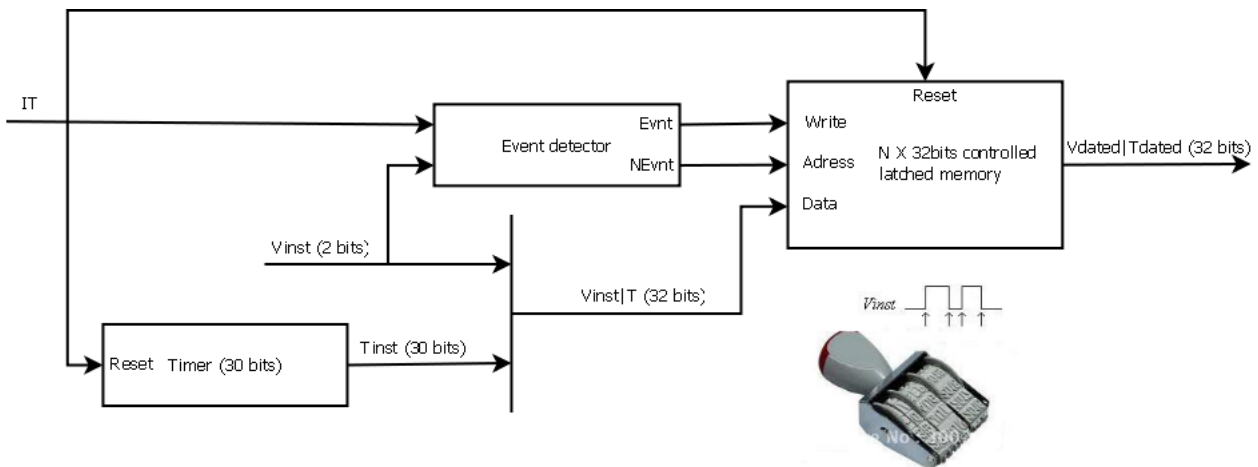 IT
Reset
Event detector
Evnt
NEvnt
Write
Adress
Data
N X 32bits controlled
latched memory
Vdated|Tdated (32 bits)
Vinst (2 bits)
Vinst|T (32 bits)
Vinst
Reset Timer (30 bits)
Tinst (30 bits)